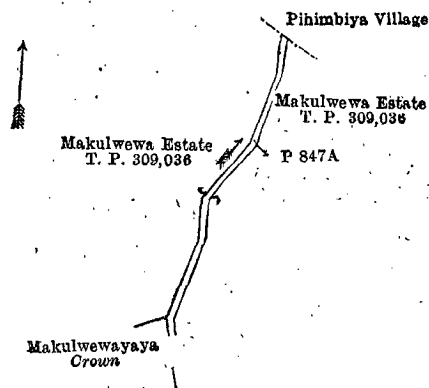 Pihimbiya Village
Makulwewa Estate
T. P. 309,036
Makulwewa Estate
T. P. 309,036
P 847A
Makulwewayaya
Crown